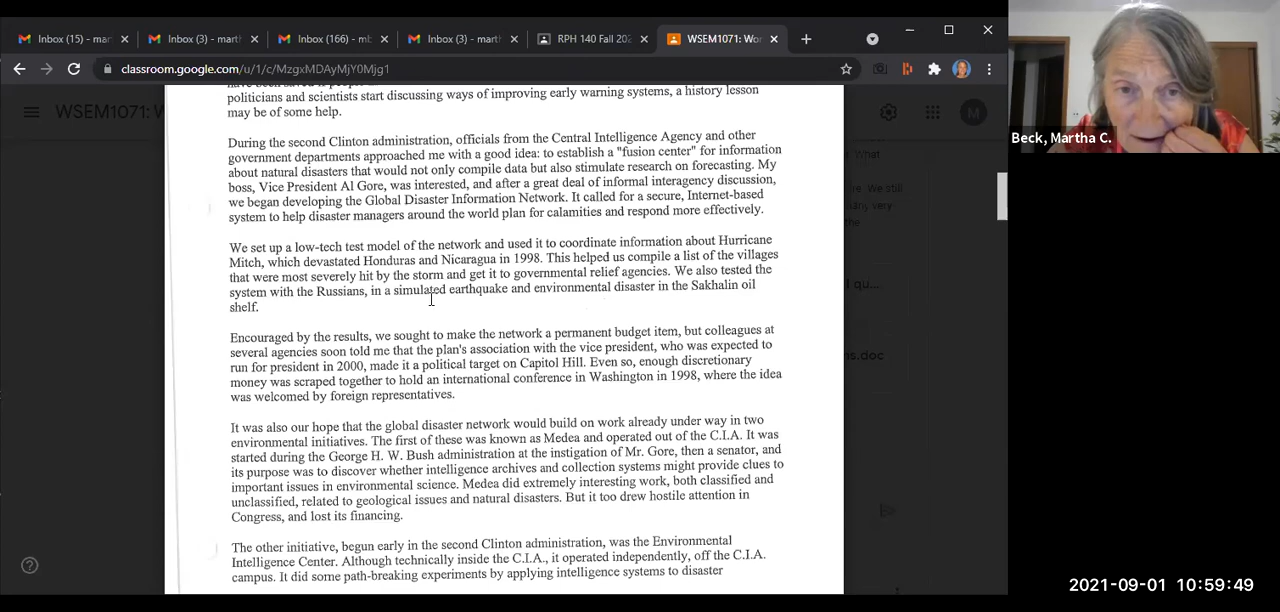 Inbox (15) - mar
Inbox (3) - marth
Inbox (166) - mb
Inbox (3) - marth
RPH 140 Fall 202
WSEM1071: Wor
classroom.google.com/u/1/c/MzgxMDAyMjY0Mjg1
WSEM1071: W
M
Beck, Martha C.
politicians and scientists start discussing ways of improving early warning systems, a history lesson
may be of some help.
During the second Clinton administration, officials from the Central Intelligence Agency and other
government departments approached me with a good idea: to establish a "fusion center" for information
about natural disasters that would not only compile data but also stimulate research on forecasting. My
boss, Vice President Al Gore, was interested, and after a great deal of informal interagency discussion,
we began developing the Global Disaster Information Network. It called for a secure, Internet-based
system to help disaster managers around the world plan for calamities and respond more effectively.
We set up a low-tech test model of the network and used it to coordinate information about Hurricane
Mitch, which devastated Honduras and Nicaragua in 1998. This helped us compile a list of the villages
that were most severely hit by the storm and get it to governmental relief agencies. We also tested the
system with the Russians, in a simulated earthquake and environmental disaster in the Sakhalin oil
shelf.
Encouraged by the results, we sought to make the network a permanent budget item, but colleagues at
several agencies soon told me that the plan's association with the vice president, who was expected to
run for president in 2000, made it a political target on Capitol Hill. Even so, enough discretionary
money was scraped together to hold an international conference in Washington in 1998, where the idea
was welcomed by foreign representatives.
It was also our hope that the global disaster network would build on work already under way in two
environmental initiatives. The first of these was known as Medea and operated out of the C.I.A. It was
started during the George H. W. Bush administration at the instigation of Mr. Gore, then a senator, and
its purpose was to discover whether intelligence archives and collection systems might provide clues to
important issues in environmental science. Medea did extremely interesting work, both classified and
unclassified, related to geological issues and natural disasters. But it too drew hostile attention in
Congress, and lost its financing.
The other initiative, begun early in the second Clinton administration, was the Environmental
Intelligence Center. Although technically inside the C.I.A., it operated independently, off the C.I.A.
campus. It did some path-breaking experiments by applying intelligence systems to disaster
What
re. We still
any very
the
l qu...
ns.doc
2021-09-01 10:59:49